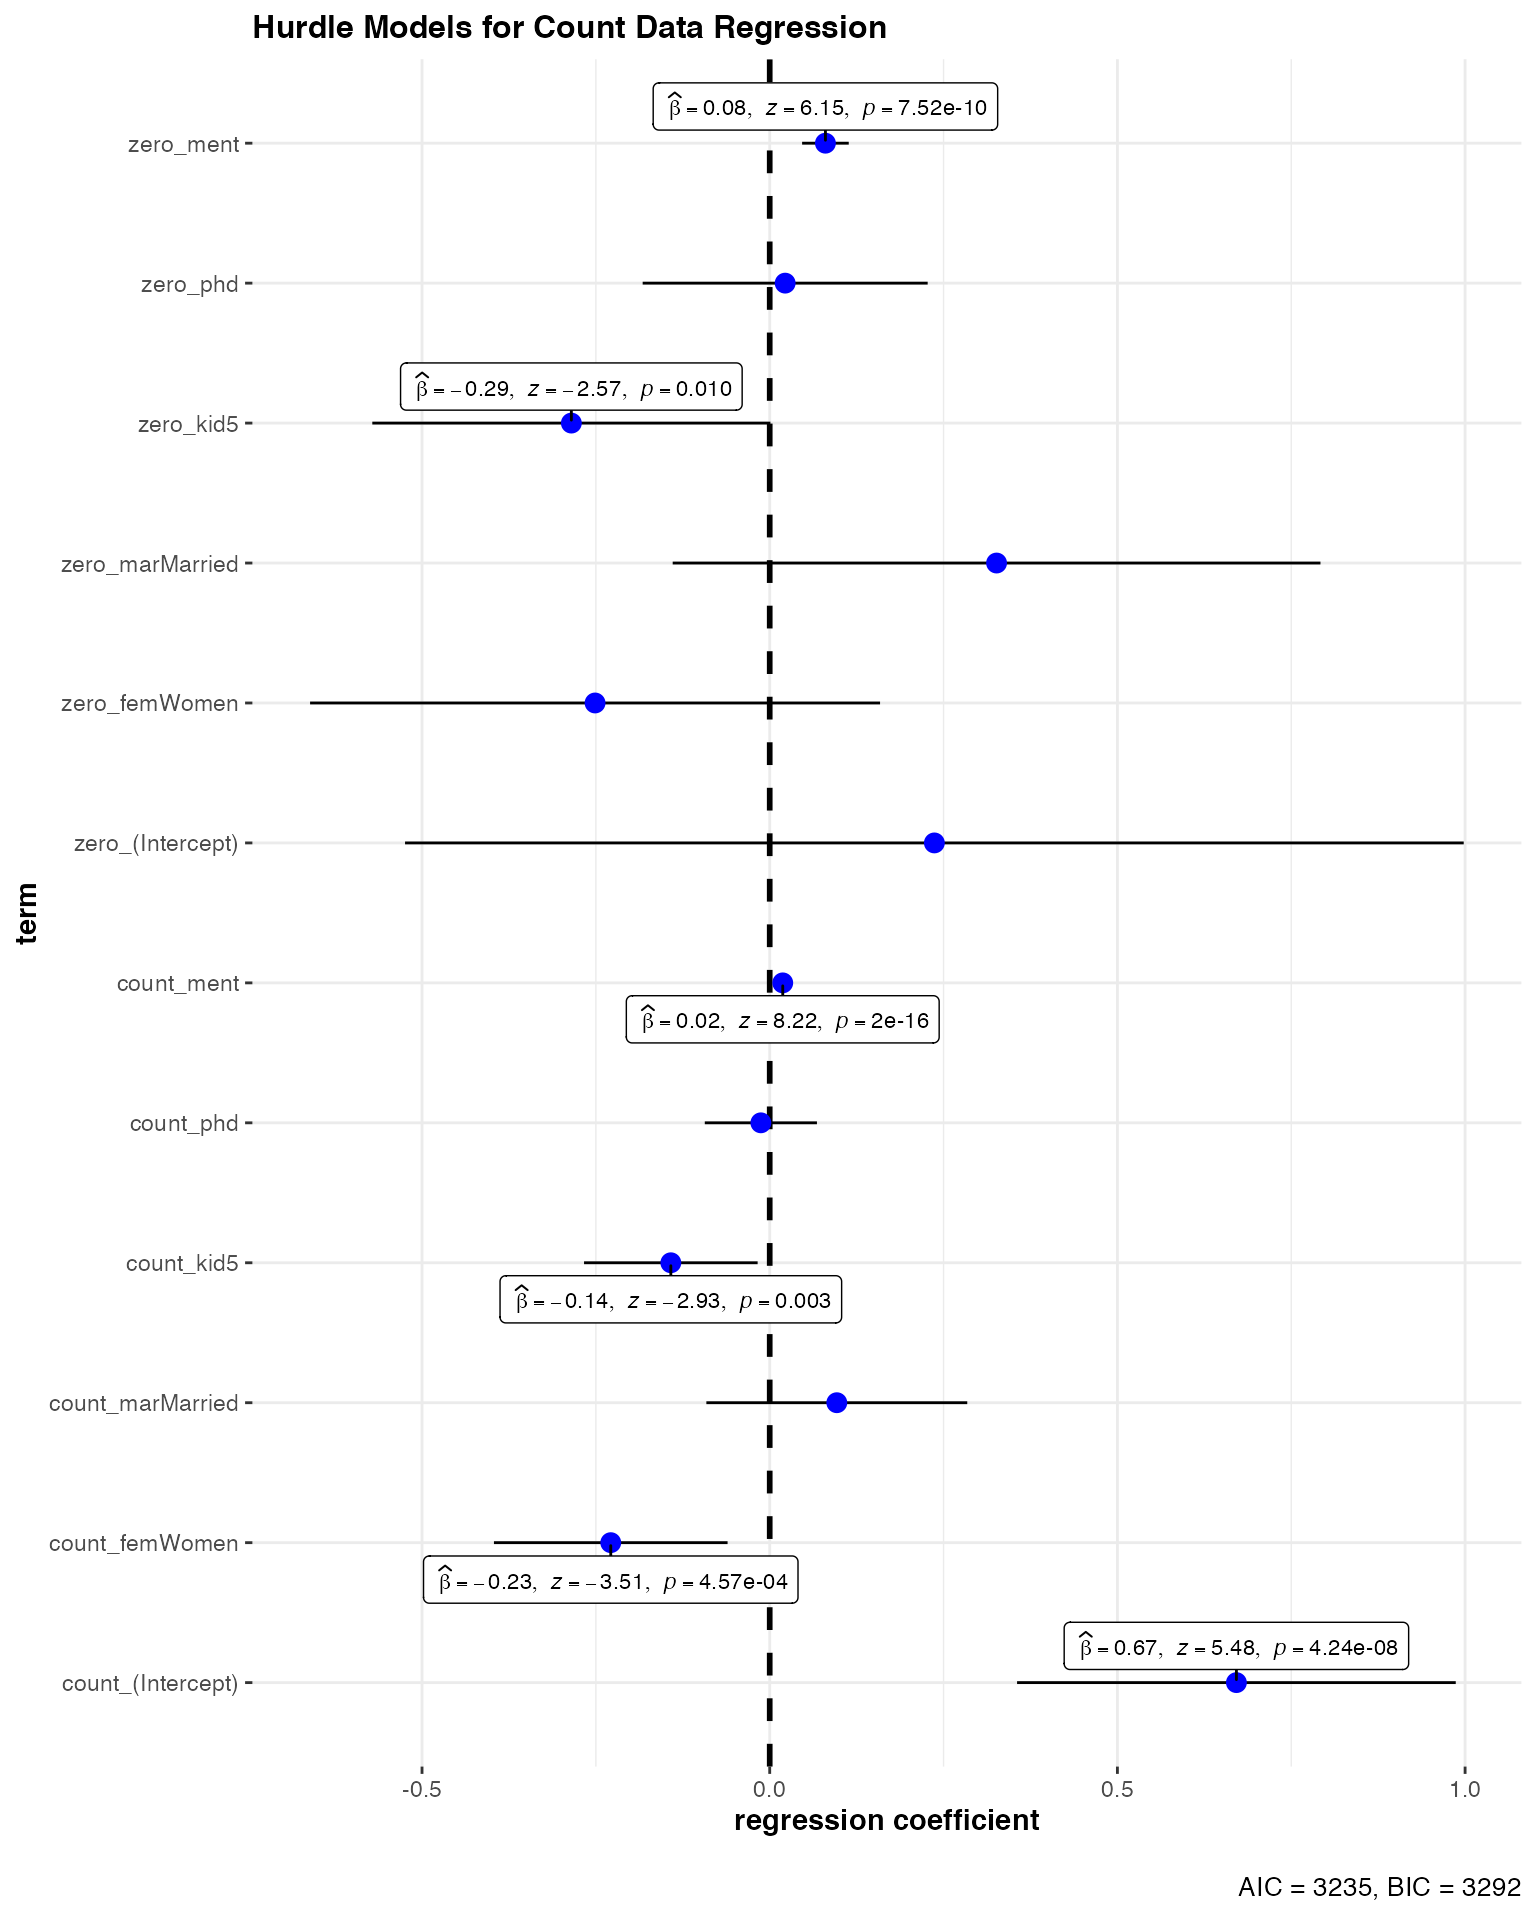 Hurdle Models for Count Data Regression
β̂ = 0.08, z = 6.15, p = 7.52e-10
zero_ment
zero_phd
β̂ = −0.29, z = −2.57, p = 0.010
zero_kid5
zero_marMarried
zero_femWomen
zero_(Intercept)
term
count_ment
β̂ = 0.02, z = 8.22, p = 2e-16
count_phd
count_kid5
β̂ = −0.14, z = −2.93, p = 0.003
count_marMarried
count_femWomen
β̂ = −0.23, z = −3.51, p = 4.57e-04
β̂ = 0.67, z = 5.48, p = 4.24e-08
count_(Intercept)
-0.5 0.0 0.5 1.0
regression coefficient
AIC = 3235, BIC = 3292